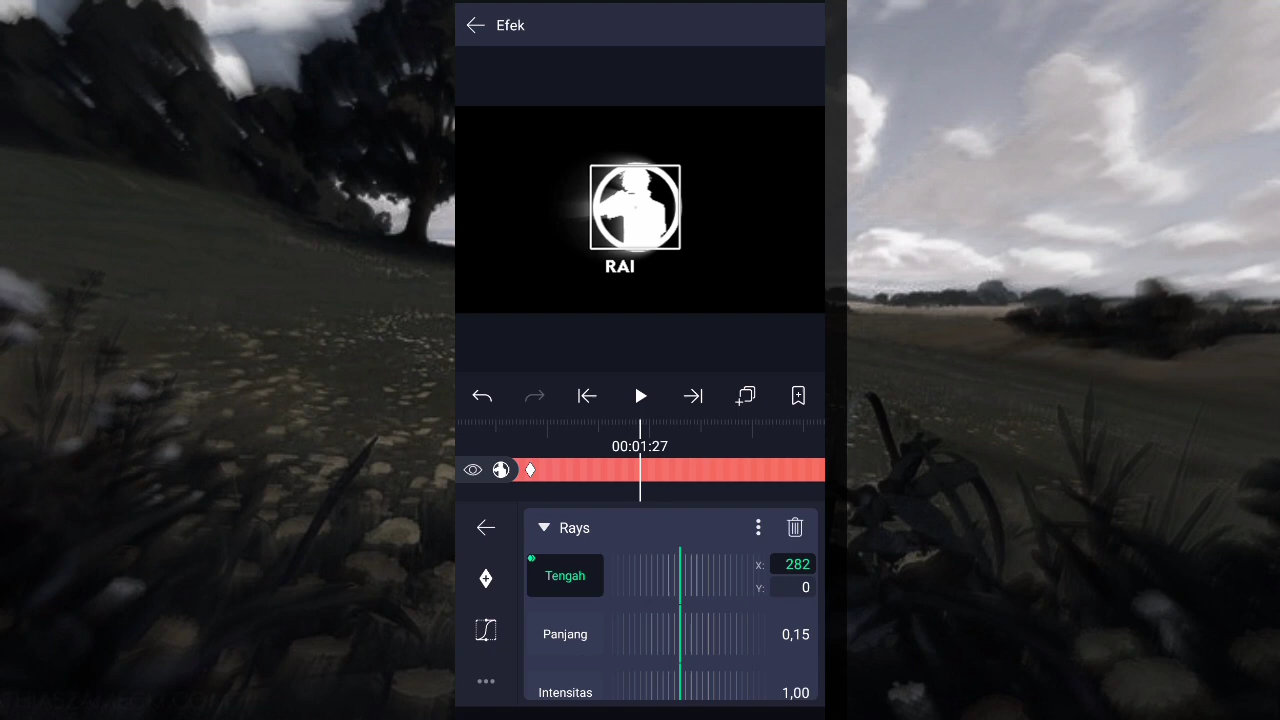 Efek
RAI
00:01:27
Rays
Tengah
X: 282
Y: 0
Panjang
0,15
Intensitas
1,00